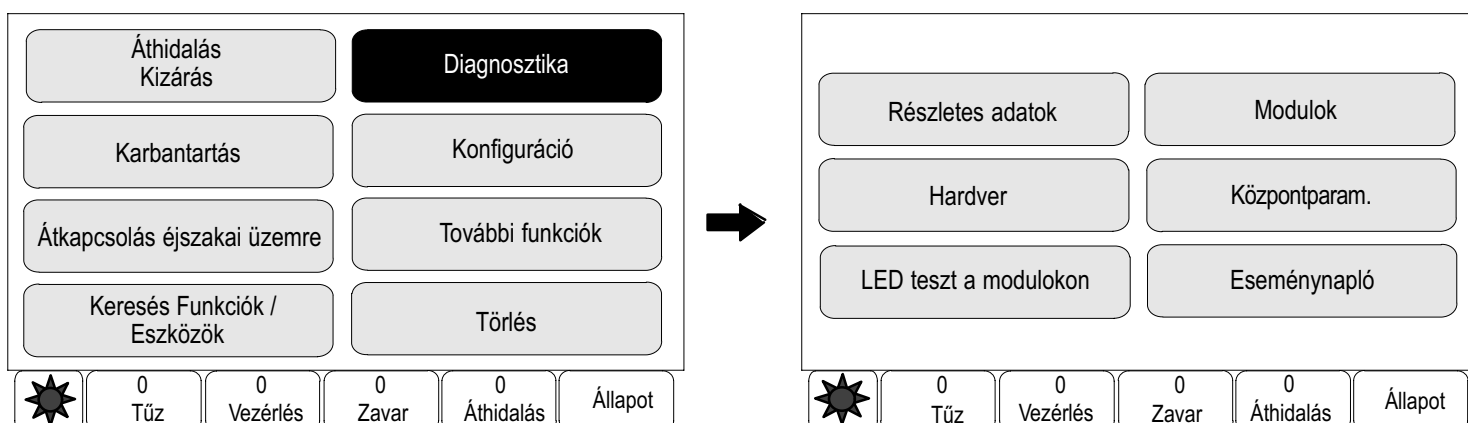 Áthidalás
Kizárás
Diagnosztika
Karbantartás
Konfiguráció
Átkapcsolás éjszakai üzemre
További funkciók
Keresés Funkciók /
Eszközök
Törlés
0
Tűz
0
Vezérlés
0
Zavar
0
Áthidalás
Állapot
Részletes adatok
Modulok
Hardver
Központparam.
LED teszt a modulokon
Eseménynapló
0
Tűz
0
Vezérlés
0
Zavar
0
Áthidalás
Állapot